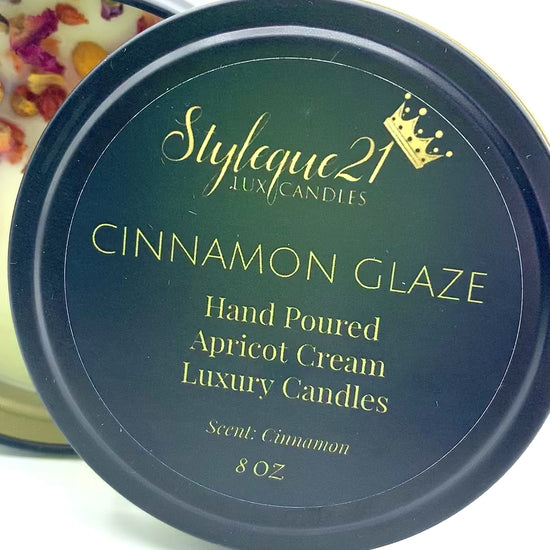 Styleque21
LUX CANDLES
CINNAMON GLAZE
Hand Poured
Apricot Cream
Luxury Candles
Scent: Cinnamon
8 OZ